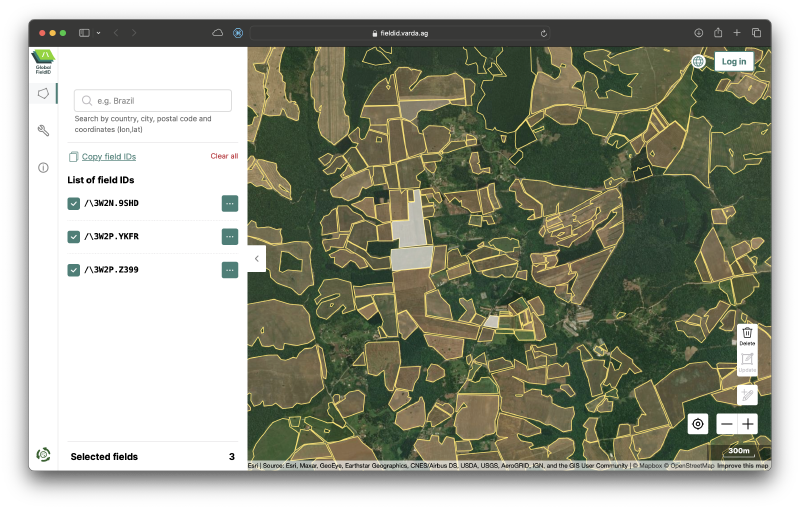 fieldid.varda.ag
Global
FieldID
Log in
e.g. Brazil
Search by country, city, postal code and
coordinates (lon,lat)
Copy field IDs
Clear all
List of field IDs
/\3W2N.9SHD
/\3W2P.YKFR
/\3W2P.Z399
Delete
Update
300m
Selected fields 3
Esri | Source: Esri, Maxar, GeoEye, Earthstar Geographics, CNES/Airbus DS, USDA, USGS, AeroGRID, IGN, and the GIS User Community | © Mapbox © OpenStreetMap Improve this map